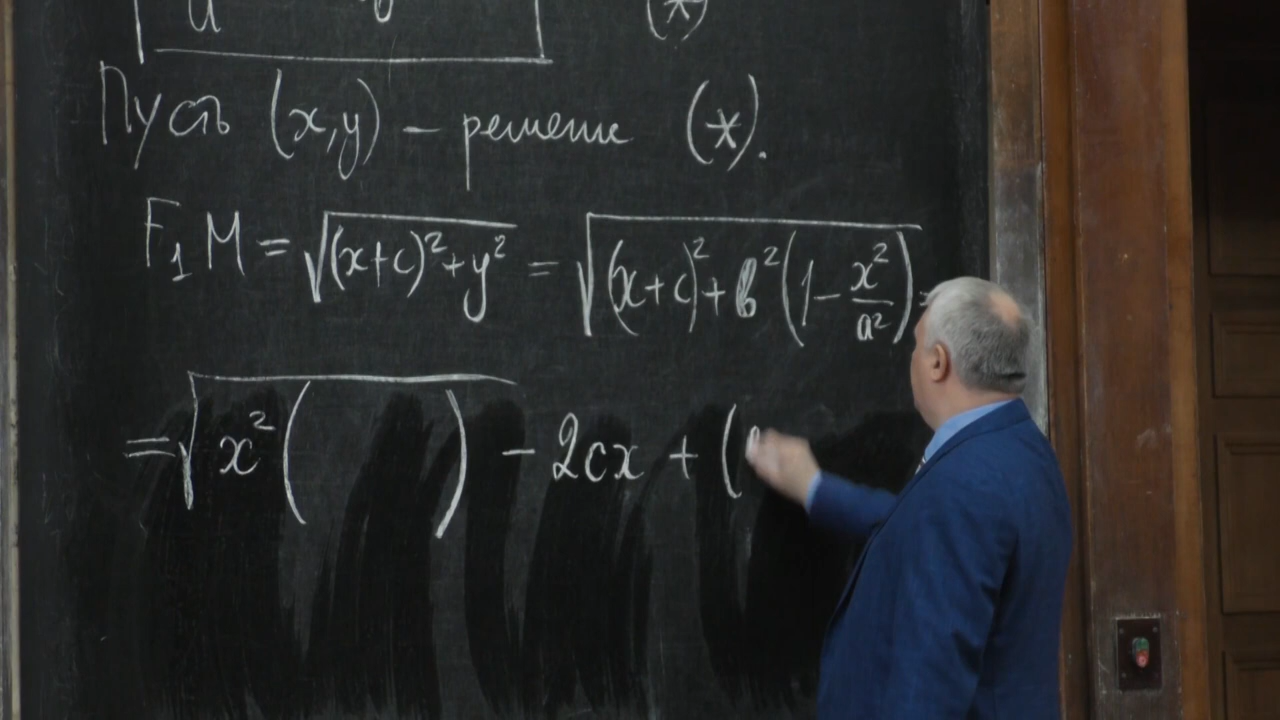 (*)
Пусть (x,y) – решение (*).
F₁M = √((x+c)²+y²) = √((x+c)²+b²(1–x²/a²)) =
= √(x²( ) – 2cx + (